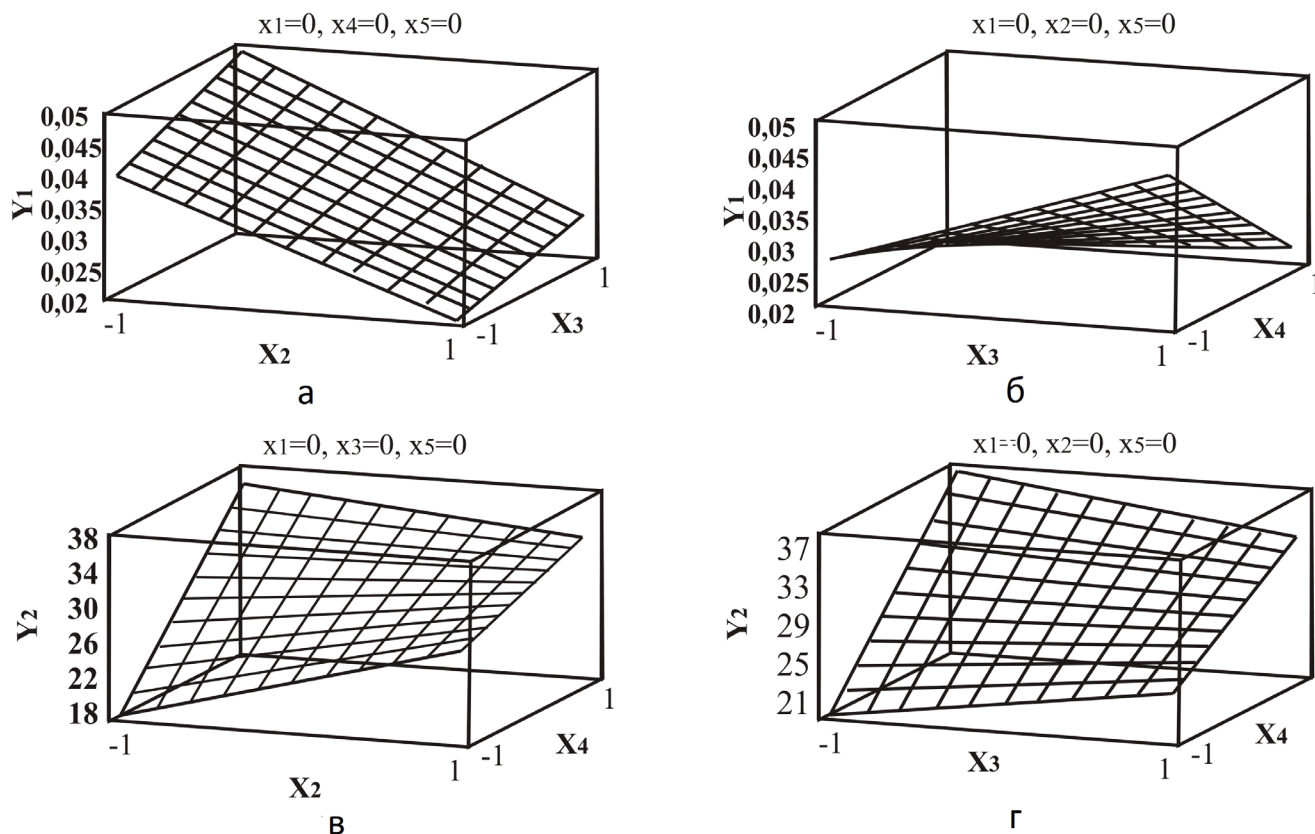 x1=0, x4=0, x5=0
0,05
0,045
0,04
0,035
0,03
0,025
0,02
Y1
-1
1
-1
1
X2
X3
а
x1=0, x2=0, x5=0
0,05
0,045
0,04
0,035
0,03
0,025
0,02
Y1
-1
1
-1
1
X3
X4
б
x1=0, x3=0, x5=0
38
34
30
26
22
18
Y2
-1
1
-1
1
X2
X4
в
x1=0, x2=0, x5=0
37
33
29
25
21
Y2
-1
1
-1
X3
X4
г